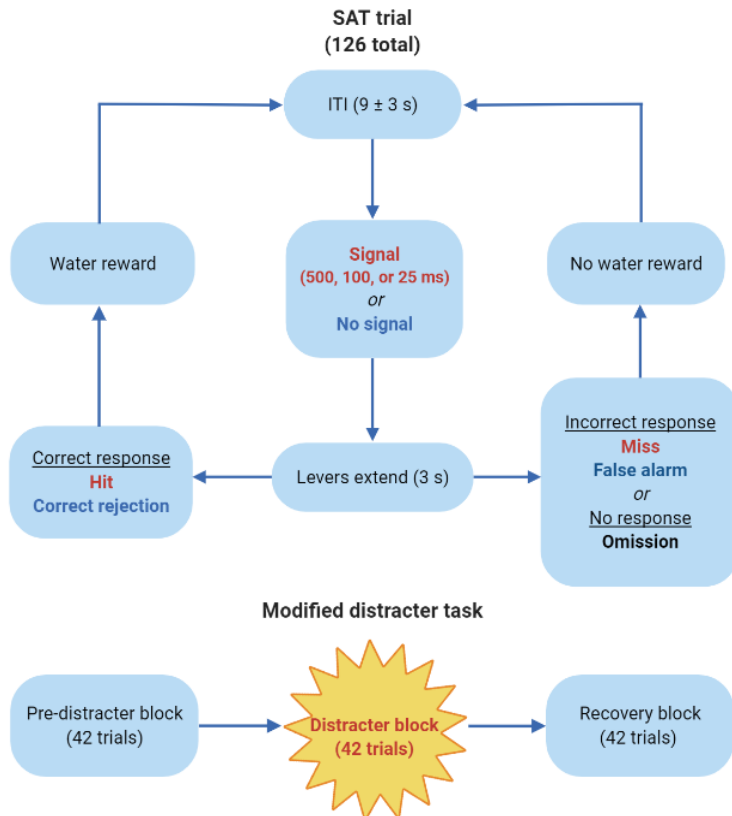 SAT trial
(126 total)
ITI (9 ± 3 s)
Water reward
Signal
(500, 100, or 25 ms)
or
No signal
No water reward
Correct response
Hit
Correct rejection
Levers extend (3 s)
Incorrect response
Miss
False alarm
or
No response
Omission
Modified distracter task
Pre-distracter block
(42 trials)
Distracter block
(42 trials)
Recovery block
(42 trials)